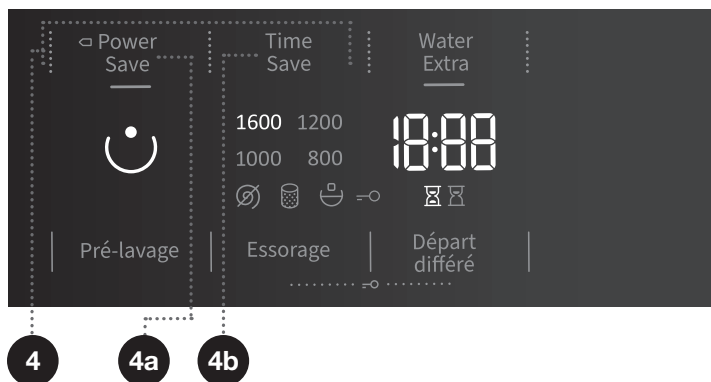 Power
Save
Time
Save
Water
Extra
1600 1200
1000 800
18:88
Pré-lavage
Essorage
Départ
différé
4
4a
4b